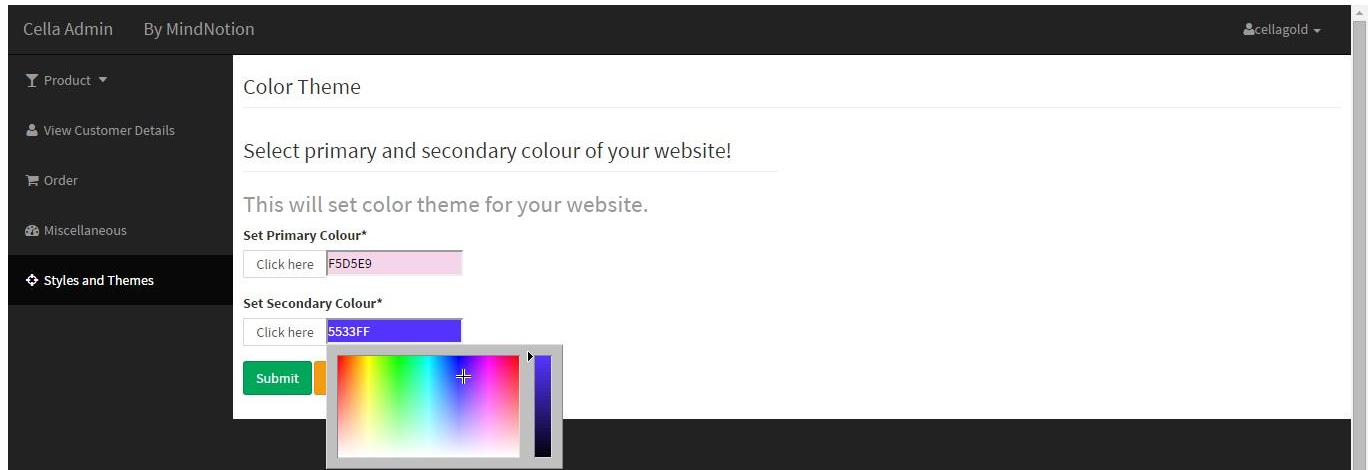 Cella Admin By MindNotion cellagold
Product
View Customer Details
Order
Miscellaneous
Styles and Themes
Color Theme
Select primary and secondary colour of your website!
This will set color theme for your website.
Set Primary Colour*
Click here F5D5E9
Set Secondary Colour*
Click here 5533FF
Submit